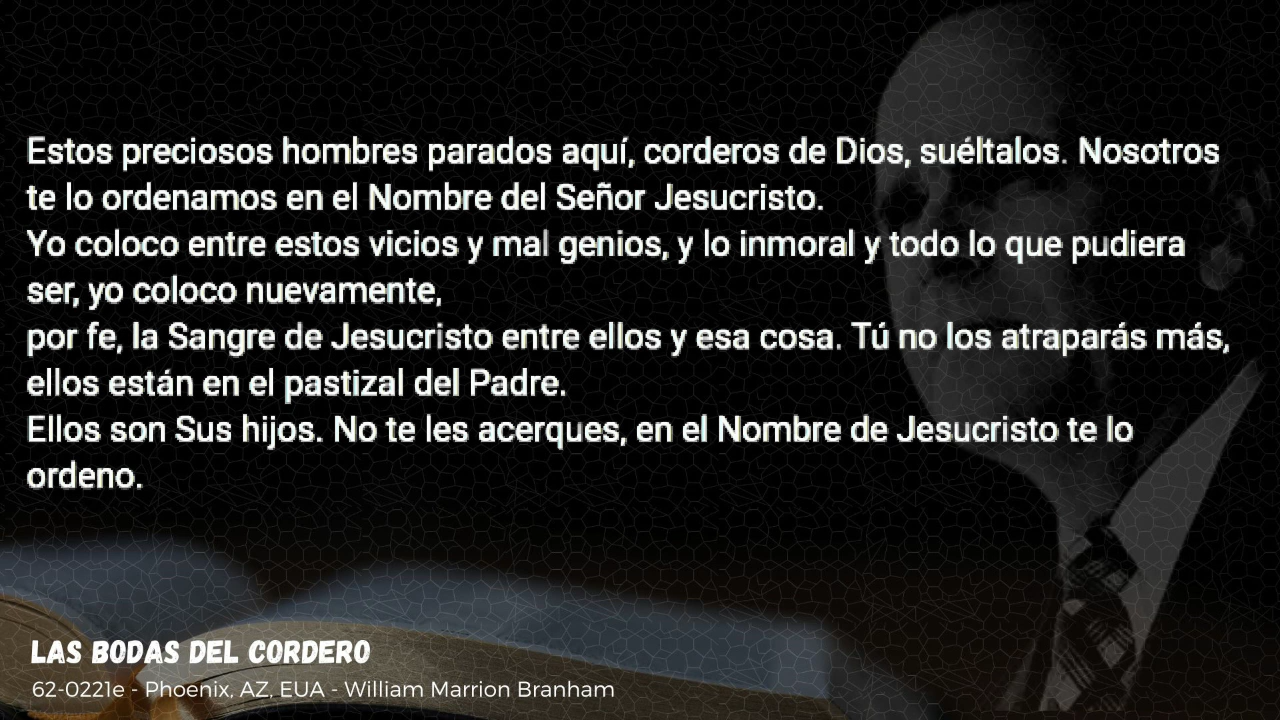 Estos preciosos hombres parados aquí, corderos de Dios, suéltalos. Nosotros
te lo ordenamos en el Nombre del Señor Jesucristo.
Yo coloco entre estos vicios y mal genios, y lo inmoral y todo lo que pudiera
ser, yo coloco nuevamente,
por fe, la Sangre de Jesucristo entre ellos y esa cosa. Tú no los atraparás más,
ellos están en el pastizal del Padre.
Ellos son Sus hijos. No te les acerques, en el Nombre de Jesucristo te lo
ordeno.
LAS BODAS DEL CORDERO
62-0221e - Phoenix, AZ, EUA - William Marrion Branham